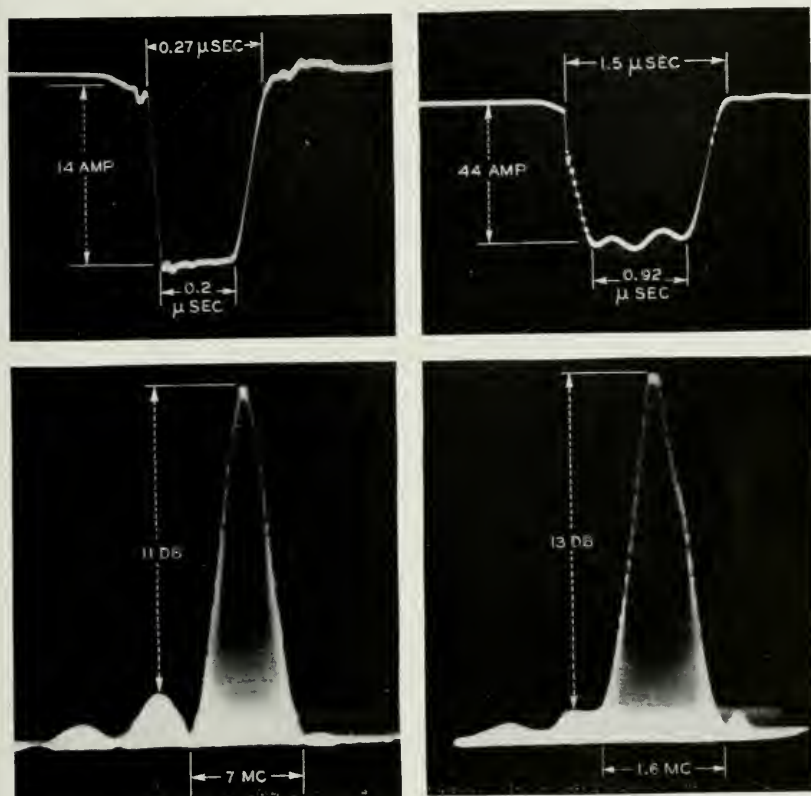 0.27 μSEC
14 AMP
0.2
μ SEC
1.5 μSEC
44 AMP
0.92
μ SEC
11 DB
7 MC
13 DB
1.6 MC